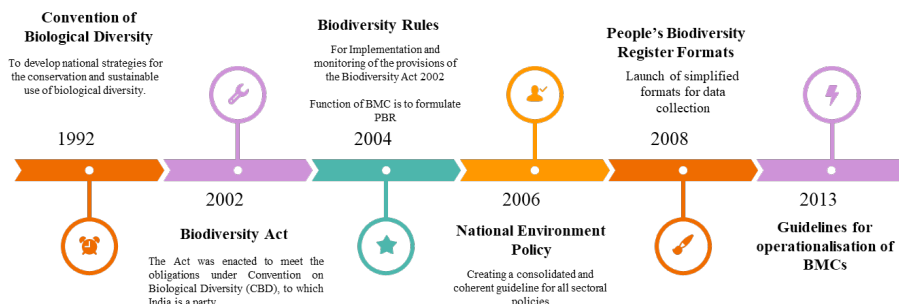 Convention of
Biological Diversity
To develop national strategies for
the conservation and sustainable
use of biological diversity.
1992
2002
Biodiversity Act
The Act was enacted to meet the
obligations under Convention on
Biological Diversity (CBD), to which
India is a party
Biodiversity Rules
For Implementation and
monitoring of the provisions of
the Biodiversity Act 2002
Function of BMC is to formulate
PBR
2004
2006
National Environment
Policy
Creating a consolidated and
coherent guideline for all sectoral
policies
People's Biodiversity
Register Formats
Launch of simplified
formats for data
collection
2008
2013
Guidelines for
operationalisation of
BMCs